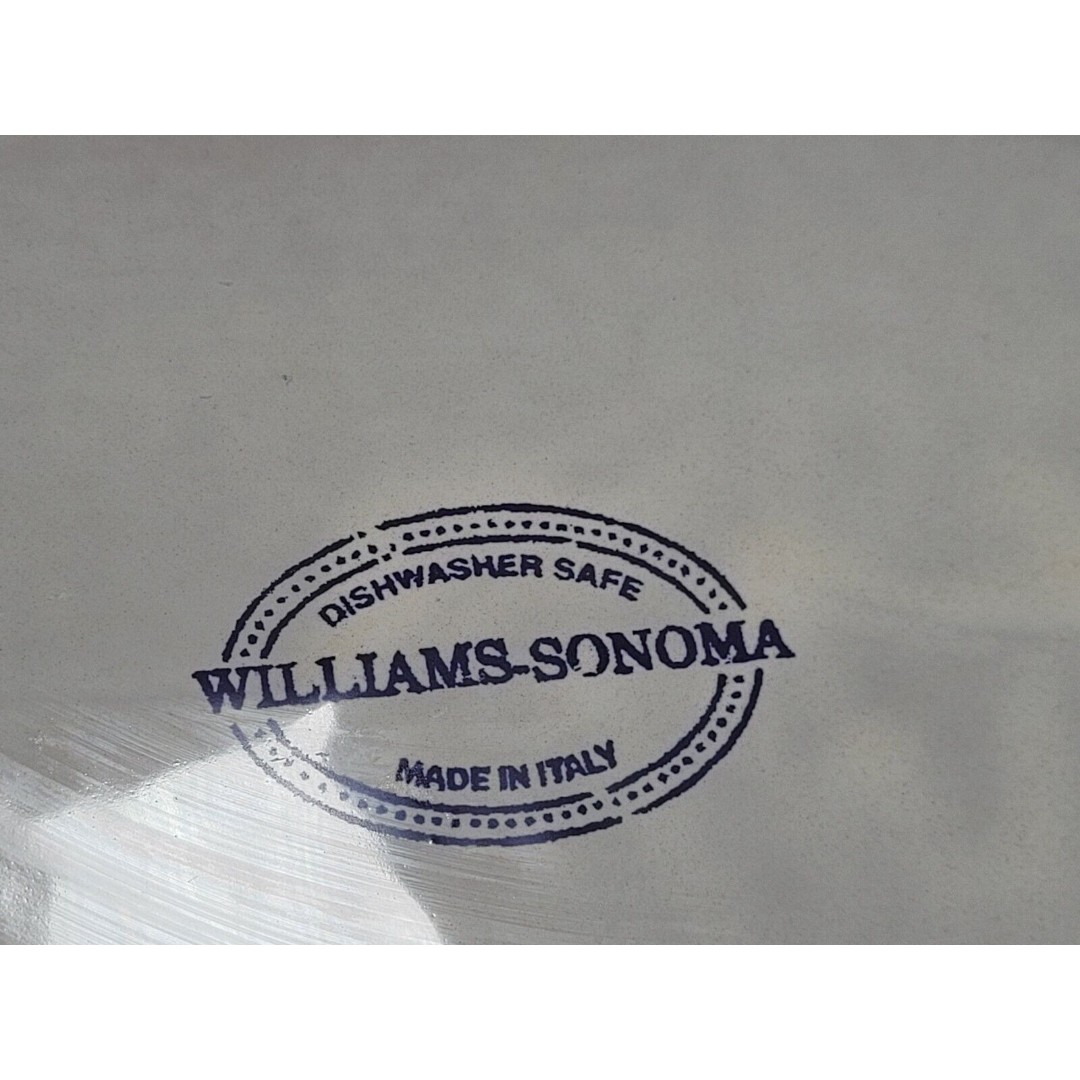 DISHWASHER SAFE
WILLIAMS-SONOMA
MADE IN ITALY